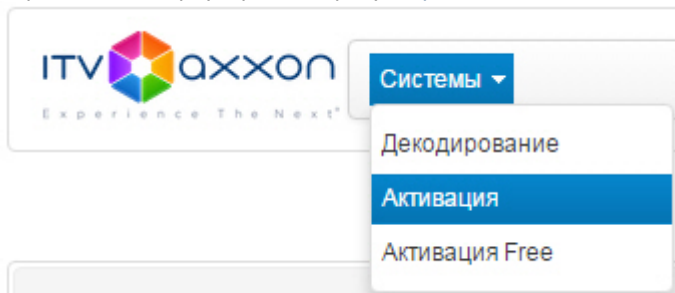 ITV axxon
Experience The Next®
Системы
Декодирование
Активация
Активация Free